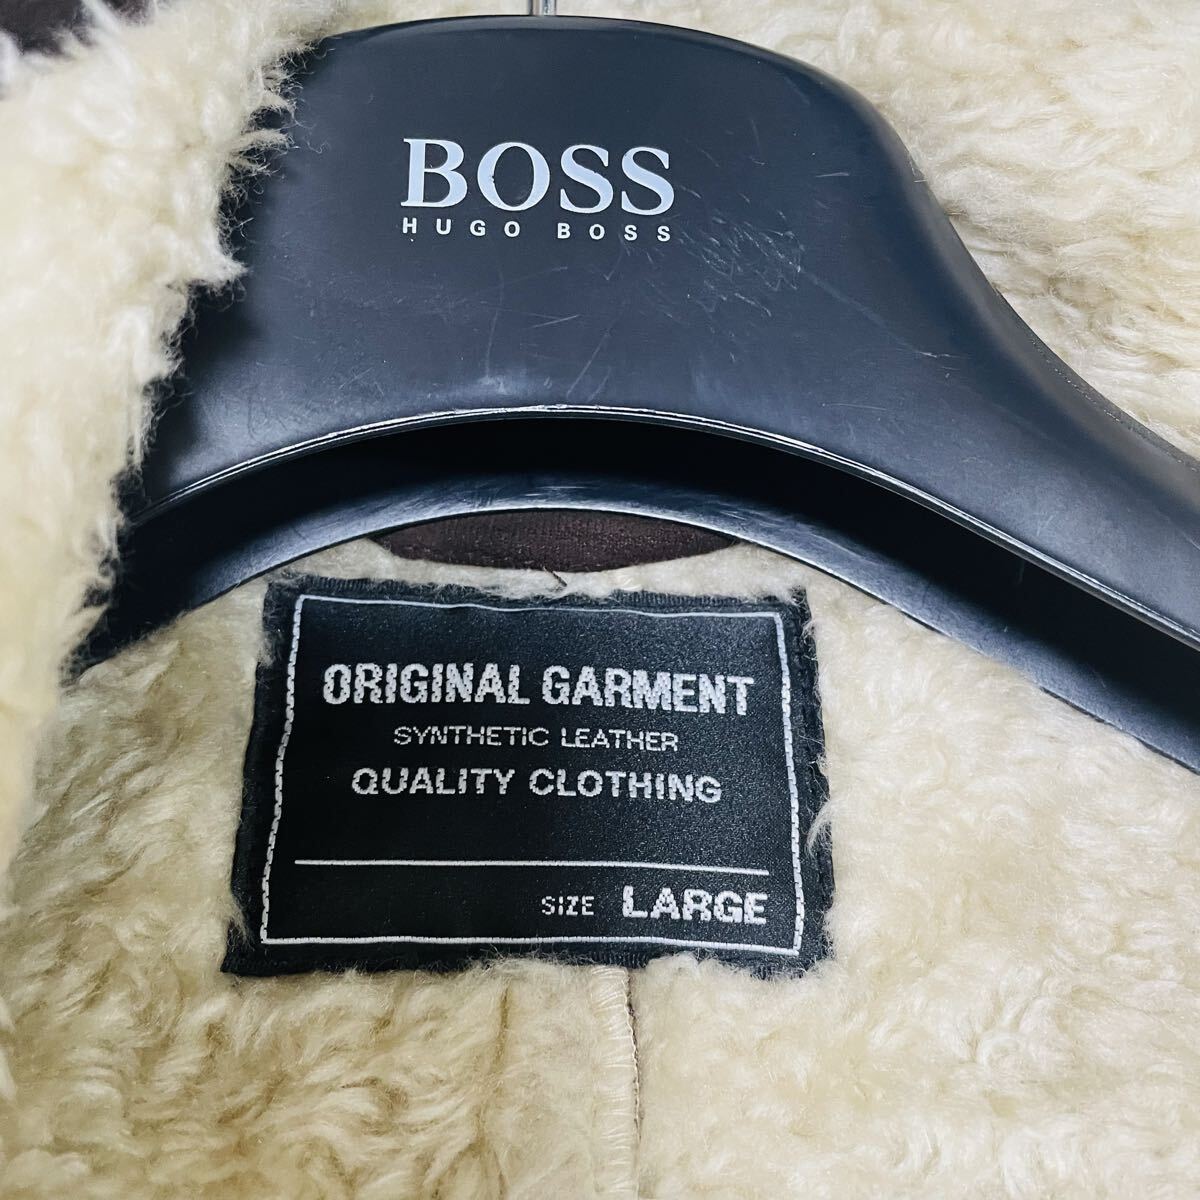 BOSS
HUGO BOSS
ORIGINAL GARMENT
SYNTHETIC LEATHER
QUALITY CLOTHING
SIZE LARGE